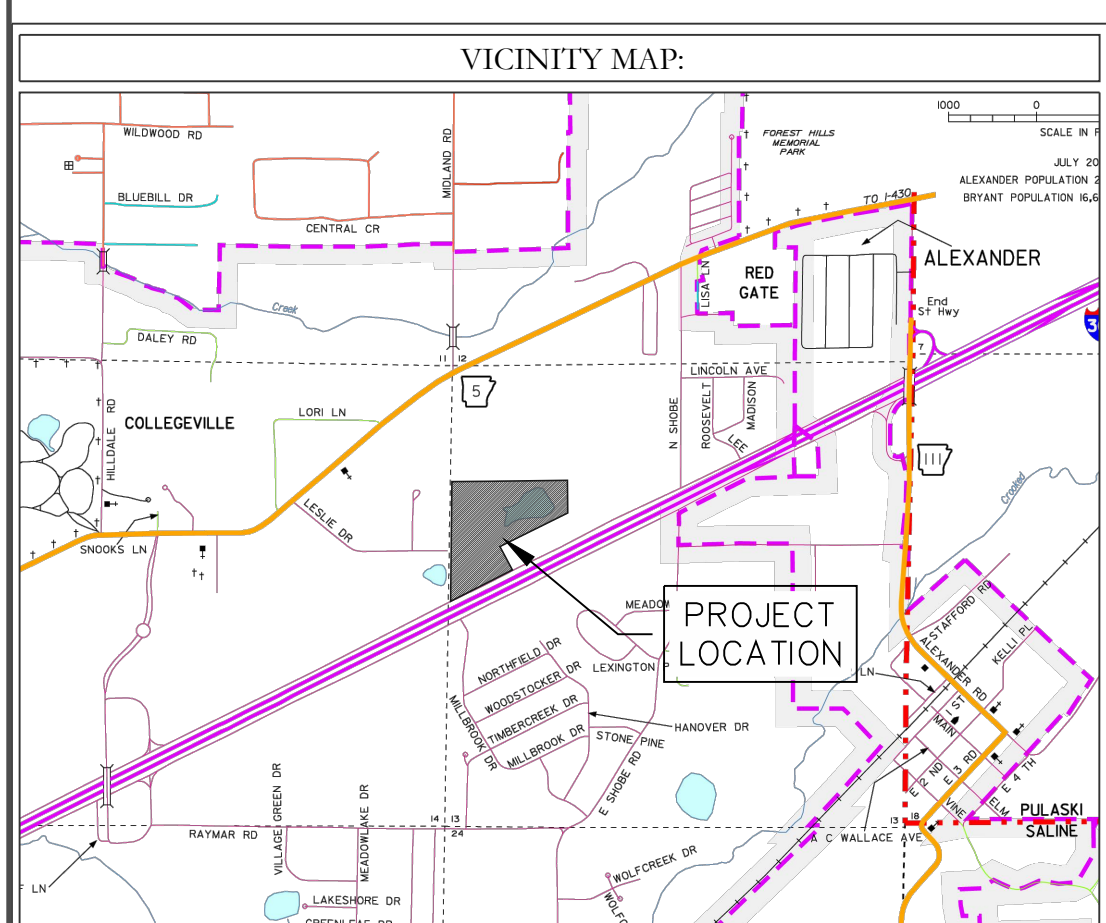 VICINITY MAP:
1000 0
SCALE IN F
JULY 20
ALEXANDER POPULATION 2
BRYANT POPULATION 16,6
WILDWOOD RD
MIDLAND RD
FOREST HILLS
MEMORIAL
PARK
BLUEBILL DR
TO I-430
CENTRAL CR
ALEXANDER
RED
GATE
LISA LN
Creek
End
St Hwy
3
DALEY RD
11 12
7
5
LINCOLN AVE
HILLDALE RD
COLLEGEVILLE
LORI LN
N SHOBE
ROOSEVELT
MADISON
LEE
111
Crooked
LESLIE DR
SNOOKS LN
MEADOW
PROJECT
LOCATION
STAFFORD RD
ALEXANDER RD
KELLI PL
NORTHFIELD DR
LEXINGTON P
LN
WOODSTOCKER DR
MILLBROOK DR
TIMBERCREEK DR
HANOVER DR
1 ST
MAIN
STONE PINE
MILLBROOK DR
E SHOBE RD
E 2 ND
E 3 RD
E 4 TH
VILLAGE GREEN DR
MEADOWLAKE DR
VINE
ELM
PULASKI
SALINE
14 13
24
13 18
RAYMAR RD
A C WALLACE AVE
WOLFCREEK DR
F LN
LAKESHORE DR
WOLFC
GREENLEAF DR